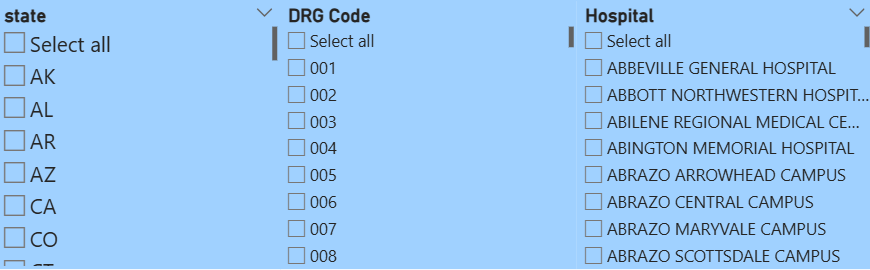 state
Select all
AK
AL
AR
AZ
CA
CO
DRG Code
Select all
001
002
003
004
005
006
007
008
Hospital
Select all
ABBEVILLE GENERAL HOSPITAL
ABBOTT NORTHWESTERN HOSPIT...
ABILENE REGIONAL MEDICAL CE...
ABINGTON MEMORIAL HOSPITAL
ABRAZO ARROWHEAD CAMPUS
ABRAZO CENTRAL CAMPUS
ABRAZO MARYVALE CAMPUS
ABRAZO SCOTTSDALE CAMPUS